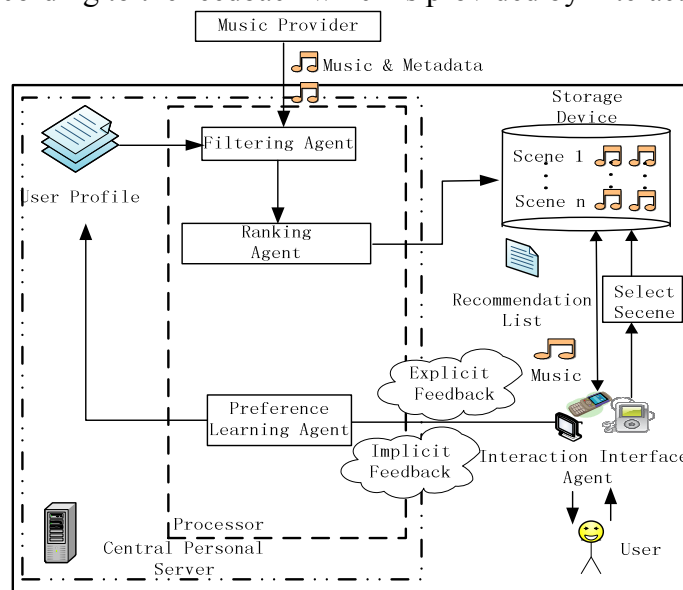 Music Provider
Music & Metadata
Storage
Device
Filtering Agent
Scene 1
Scene n
User Profile
Ranking
Agent
Recommendation
List
Select
Secene
Explicit
Feedback
Music
Preference
Learning Agent
Implicit
Feedback
Interaction Interface
Agent
Processor
Central Personal
Server
User